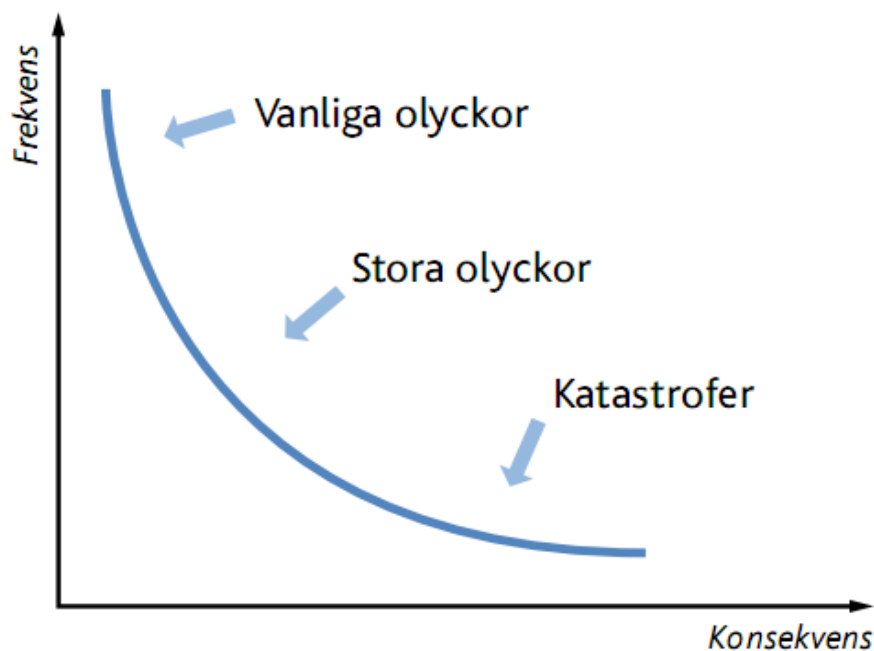 Frekvens
Vanliga olyckor
Stora olyckor
Katastrofer
Konsekvens